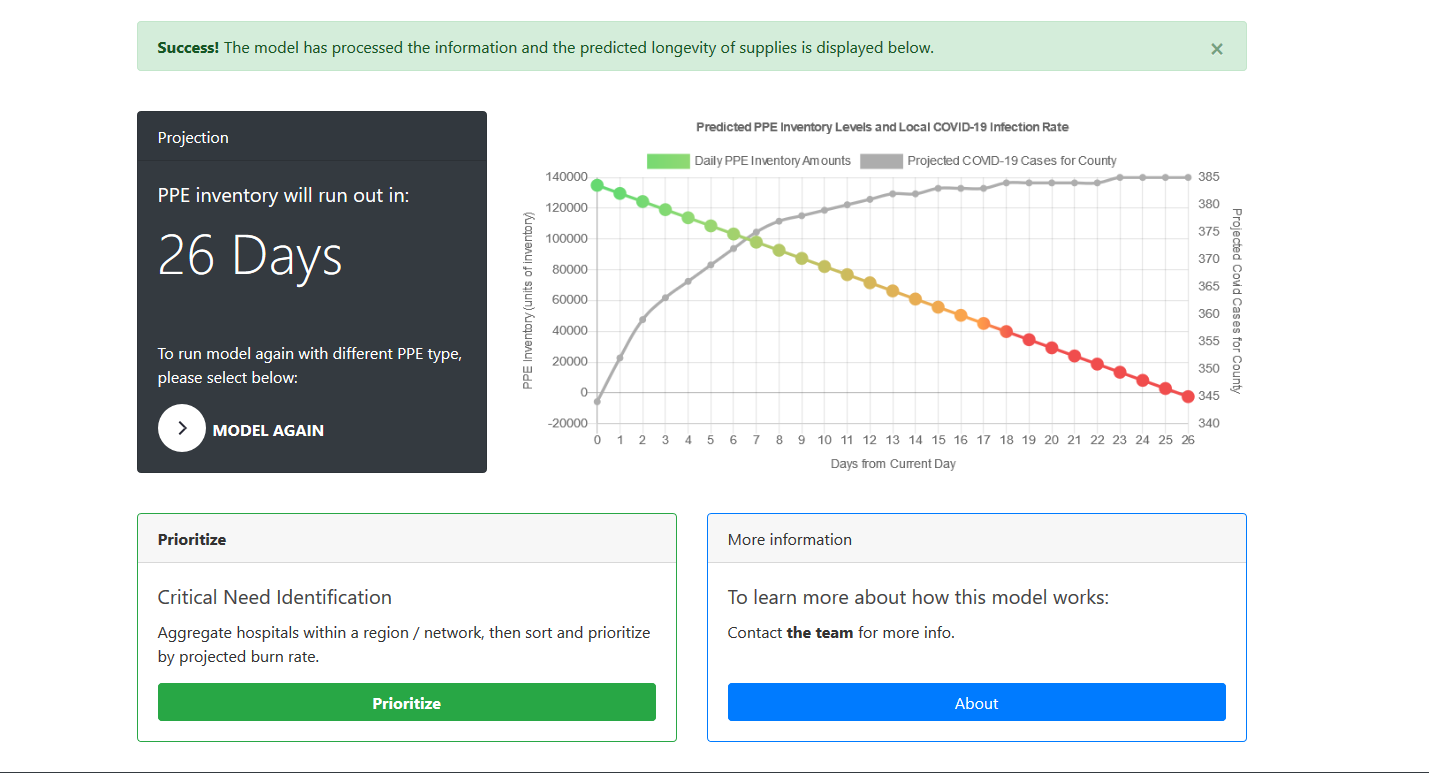 Success! The model has processed the information and the predicted longevity of supplies is displayed below.
×
Projection
PPE inventory will run out in:
26 Days
To run model again with different PPE type,
please select below:
MODEL AGAIN
Predicted PPE Inventory Levels and Local COVID-19 Infection Rate
Daily PPE Inventory Amounts
Projected COVID-19 Cases for County
PPE Inventory (units of inventory)
140000
120000
100000
80000
60000
40000
20000
0
-20000
385
380
375
370
365
360
355
350
345
340
Projected Covid Cases for County
0 1 2 3 4 5 6 7 8 9 10 11 12 13 14 15 16 17 18 19 20 21 22 23 24 25 26
Days from Current Day
Prioritize
Critical Need Identification
Aggregate hospitals within a region / network, then sort and prioritize
by projected burn rate.
Prioritize
More information
To learn more about how this model works:
Contact the team for more info.
About